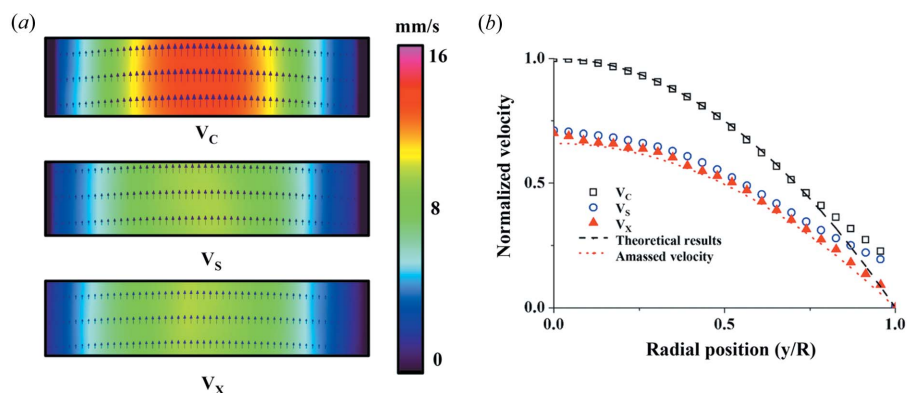 (a)
mm/s
16
8
0
V_C
V_S
V_X
(b)
Normalized velocity
1.0
0.5
0.0
V_C
V_S
V_X
Theoretical results
Amassed velocity
0.0
0.5
1.0
Radial position (y/R)